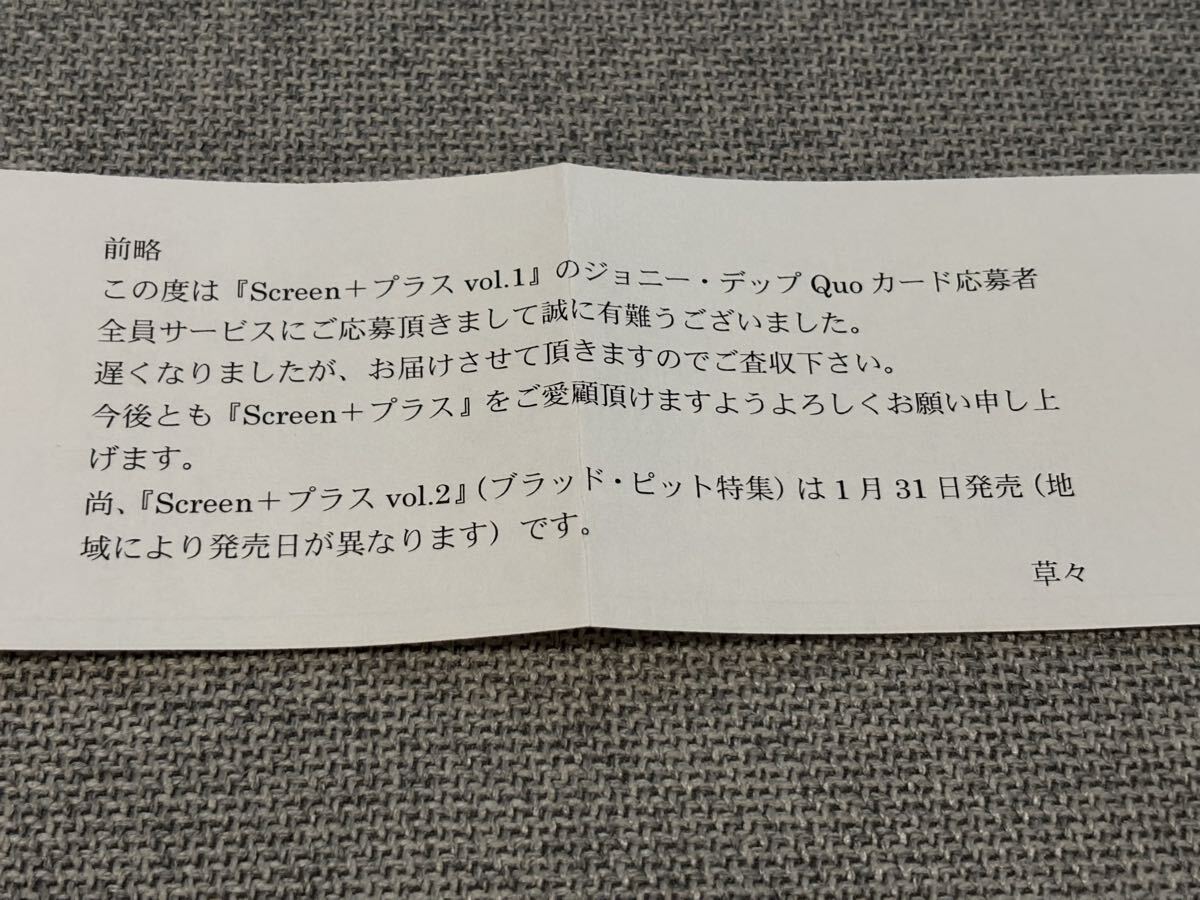 前略
この度は『Screen＋プラス vol.1』のジョニー・デップ Quo カード応募者
全員サービスにご応募頂きまして誠に有難うございました。
遅くなりましたが、お届けさせて頂きますのでご査収下さい。
今後とも『Screen＋プラス』をご愛顧頂けますようよろしくお願い申し上
げます。
尚、『Screen＋プラス vol.2』（ブラッド・ピット特集）は 1 月 31 日発売（地
域により発売日が異なります）です。
草々